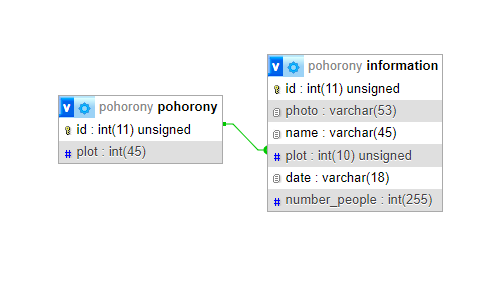 v pohorony pohorony
id : int(11) unsigned
plot : int(45)
v pohorony information
id : int(11) unsigned
photo : varchar(53)
name : varchar(45)
plot : int(10) unsigned
date : varchar(18)
number_people : int(255)